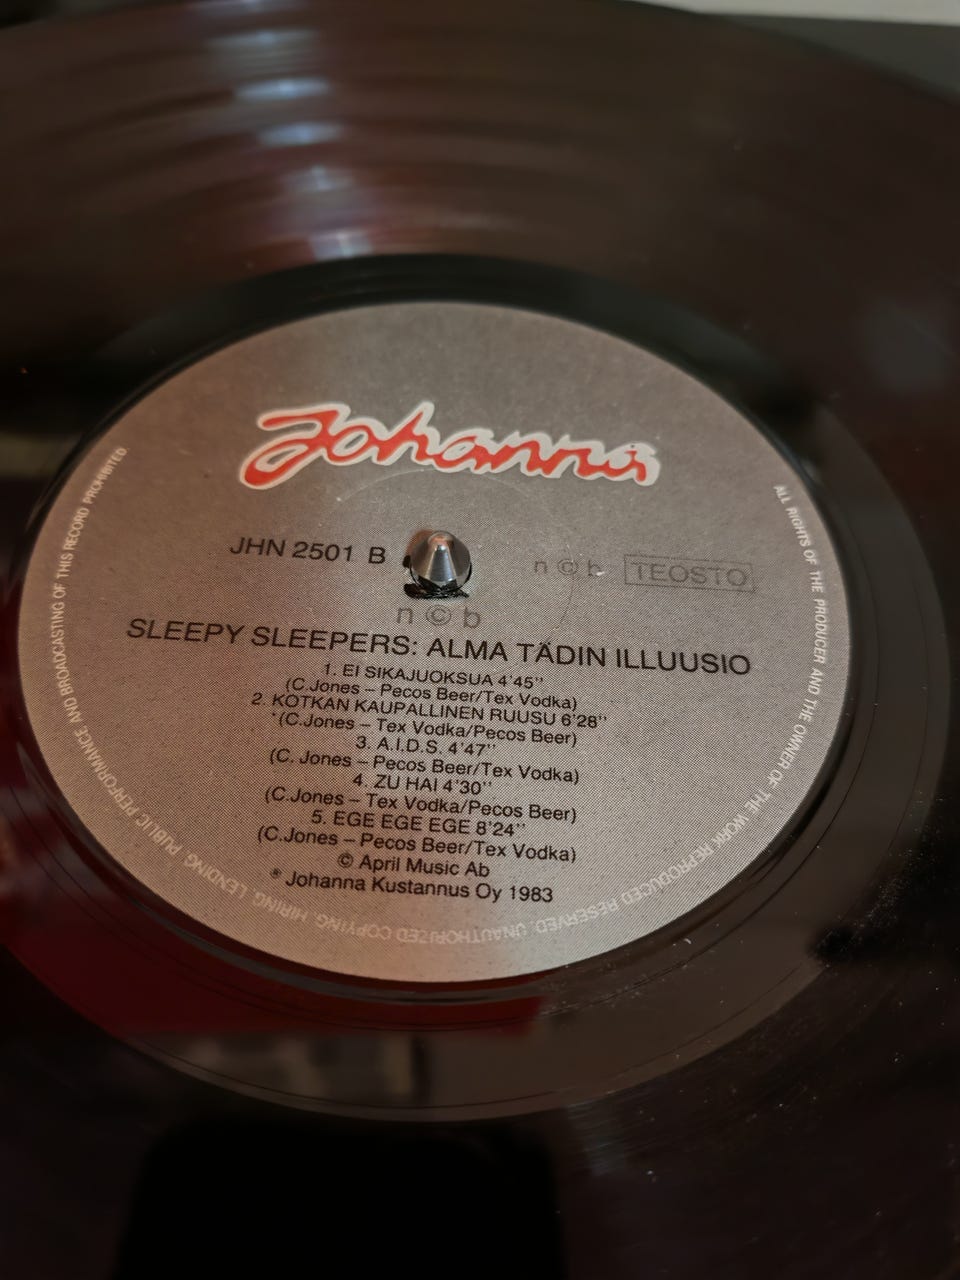 Johanna
JHN 2501 B
n © b TEOSTO
n © b
SLEEPY SLEEPERS: ALMA TÄDIN ILLUUSIO
1. EI SIKAJUOKSUA 4'45''
(C.Jones – Pecos Beer/Tex Vodka)
2. KOTKAN KAUPALLINEN RUUSU 6'28''
(C.Jones – Tex Vodka/Pecos Beer)
3. A.I.D.S. 4'47''
(C. Jones – Pecos Beer/Tex Vodka)
4. ZU HAI 4'30''
(C.Jones – Tex Vodka/Pecos Beer)
5. EGE EGE EGE 8'24''
(C.Jones – Pecos Beer/Tex Vodka)
© April Music Ab
℗ Johanna Kustannus Oy 1983
ALL RIGHTS OF THE PRODUCER AND THE OWNER OF THE WORK REPRODUCED RESERVED. UNAUTHORIZED COPYING, HIRING, LENDING, PUBLIC PERFORMANCE AND BROADCASTING OF THIS RECORD PROHIBITED